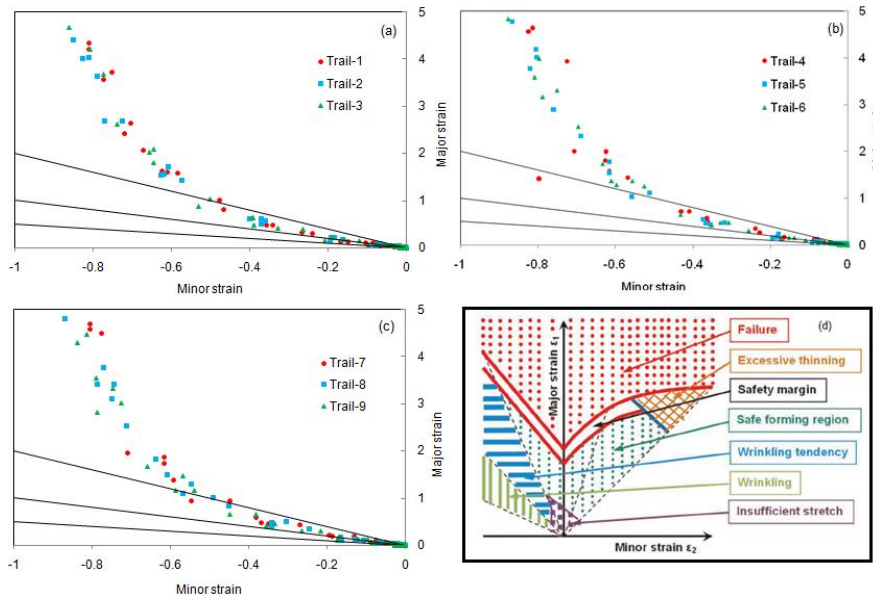 (a)
Trail-1
Trail-2
Trail-3
5
4
3
2
1
0
Major strain
-1 -0.8 -0.6 -0.4 -0.2 0
Minor strain
(b)
Trail-4
Trail-5
Trail-6
5
4
3
2
1
0
-1 -0.8 -0.6 -0.4 -0.2 0
Minor strain
(c)
Trail-7
Trail-8
Trail-9
5
4
3
2
1
0
Major strain
-1 -0.8 -0.6 -0.4 -0.2 0
Minor strain
(d)
Major strain ε1
Failure
Excessive thinning
Safety margin
Safe forming region
Wrinkling tendency
Wrinkling
Insufficient stretch
Minor strain ε2